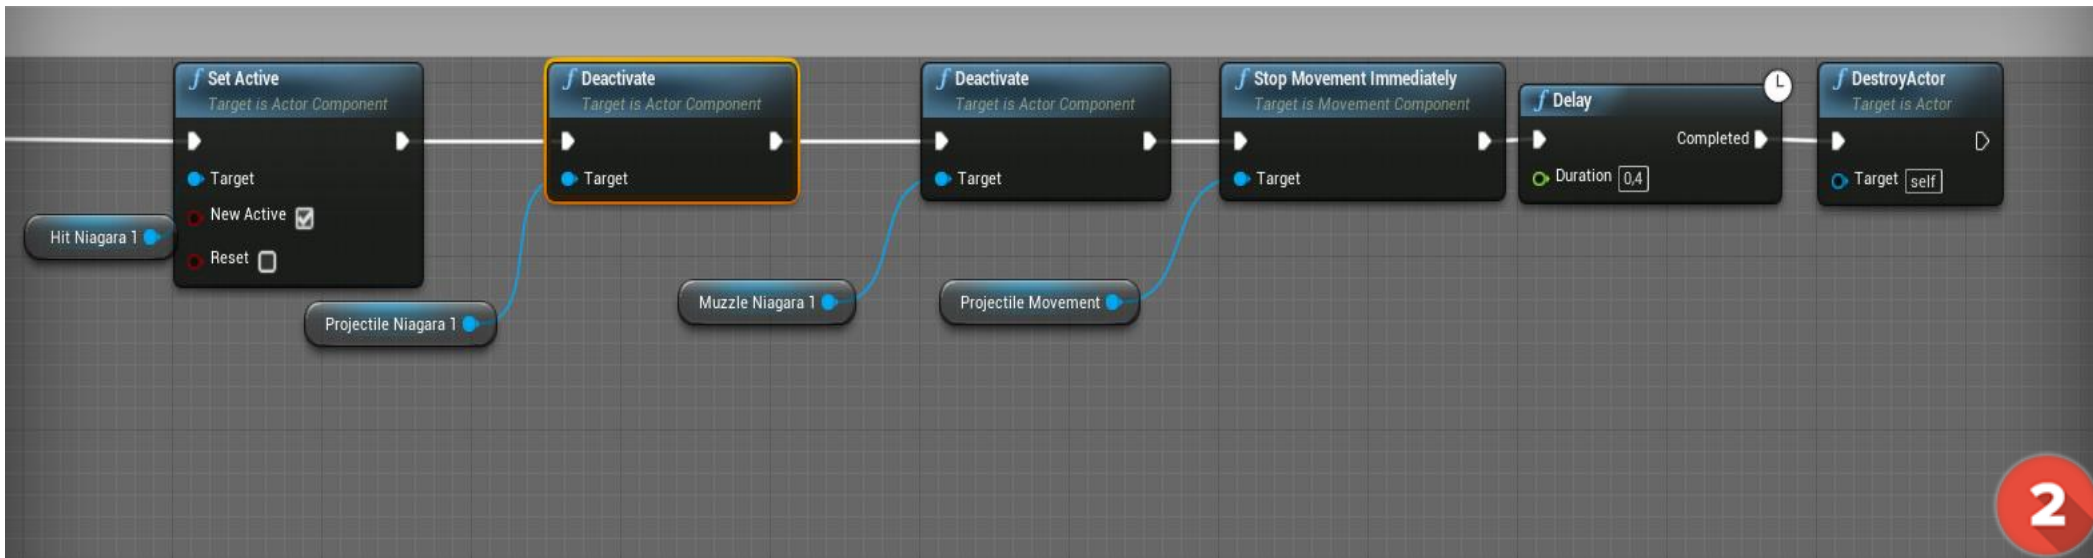 Set Active
Target is Actor Component
Target
New Active
Reset
Hit Niagara 1
Deactivate
Target is Actor Component
Target
Projectile Niagara 1
Deactivate
Target is Actor Component
Target
Muzzle Niagara 1
Stop Movement Immediately
Target is Movement Component
Target
Projectile Movement
Delay
Completed
Duration 0,4
DestroyActor
Target is Actor
Target self
2